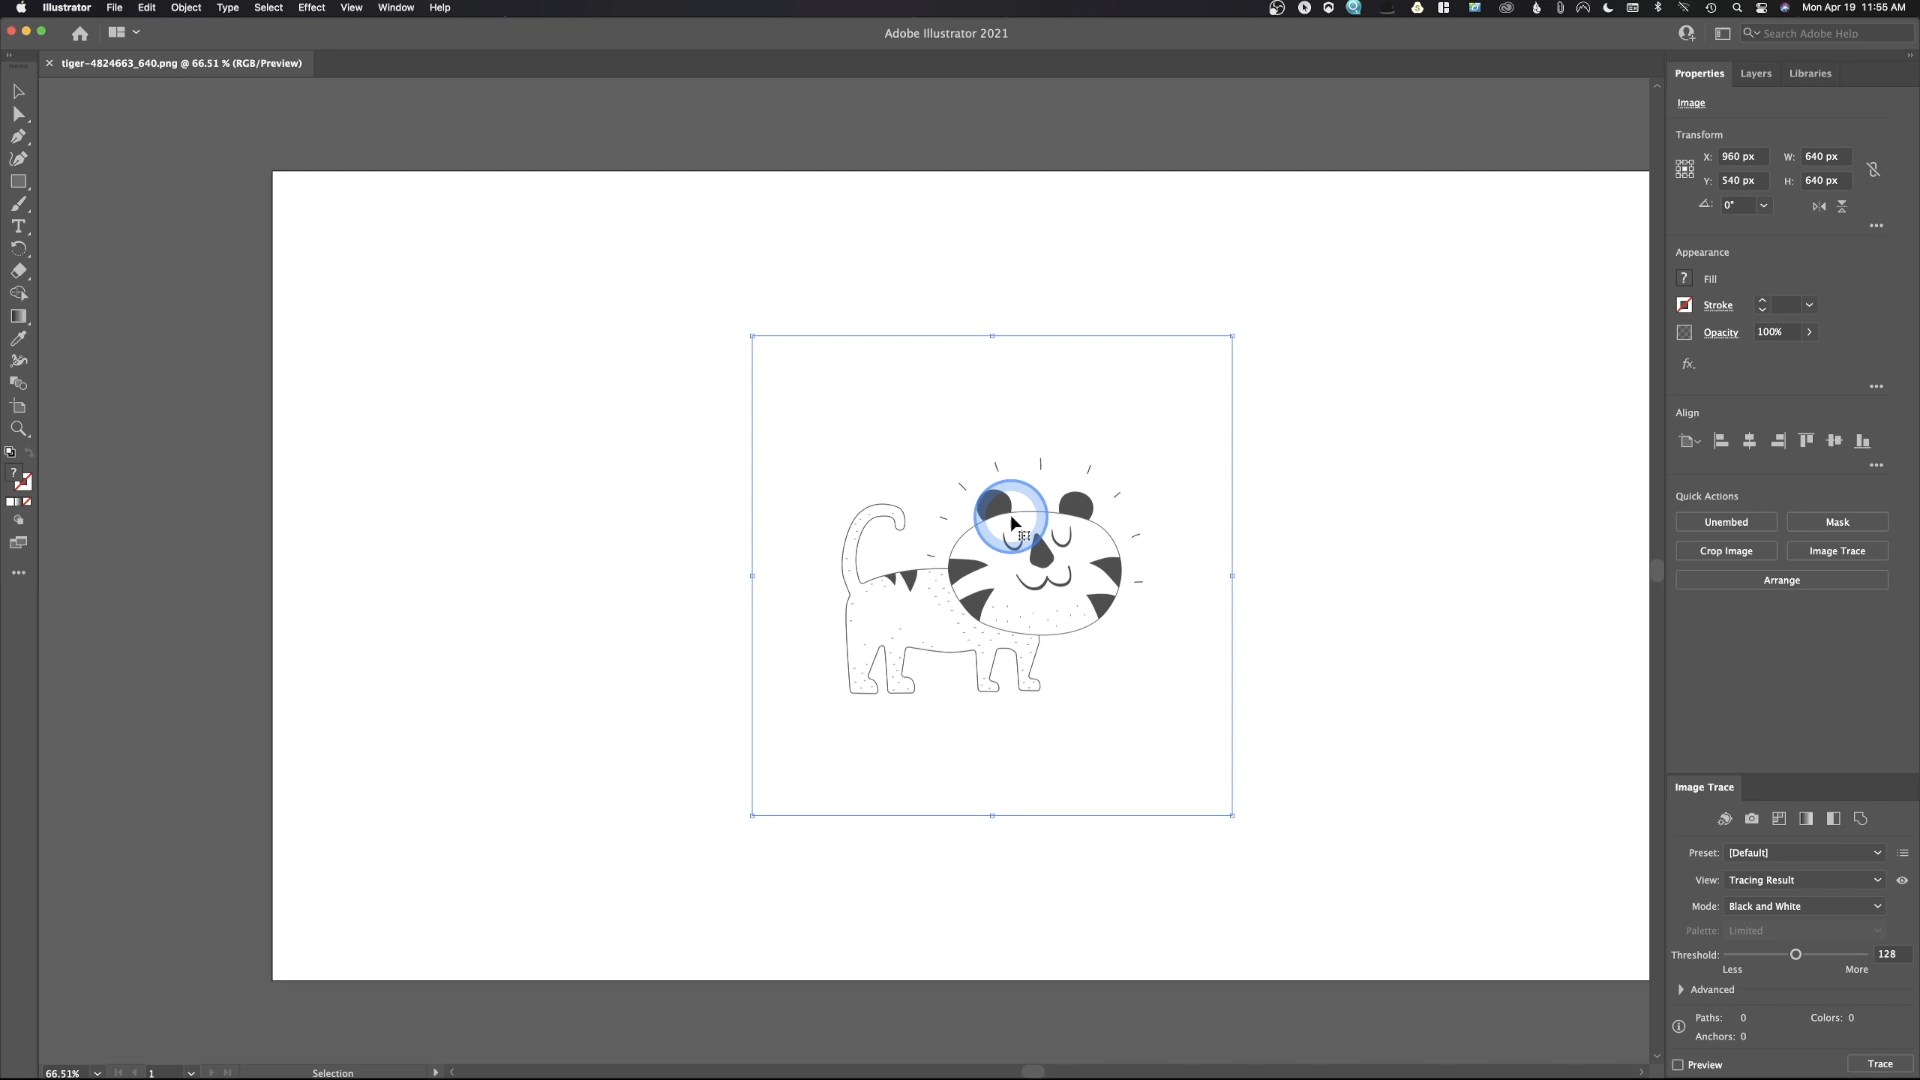 Illustrator File Edit Object Type Select Effect View Window Help
Mon Apr 19 11:55 AM
Adobe Illustrator 2021
Search Adobe Help
× tiger-4824663_640.png @ 66.51 % (RGB/Preview)
Properties Layers Libraries
Image
Transform
X: 960 px W: 640 px
Y: 540 px H: 640 px
0°
Appearance
? Fill
Stroke
Opacity 100%
fx.
Align
Quick Actions
Unembed Mask
Crop Image Image Trace
Arrange
Image Trace
Preset: [Default]
View: Tracing Result
Mode: Black and White
Palette: Limited
Threshold: 128
Less More
Advanced
Paths: 0 Colors: 0
Anchors: 0
Preview Trace
66.51% 1 Selection